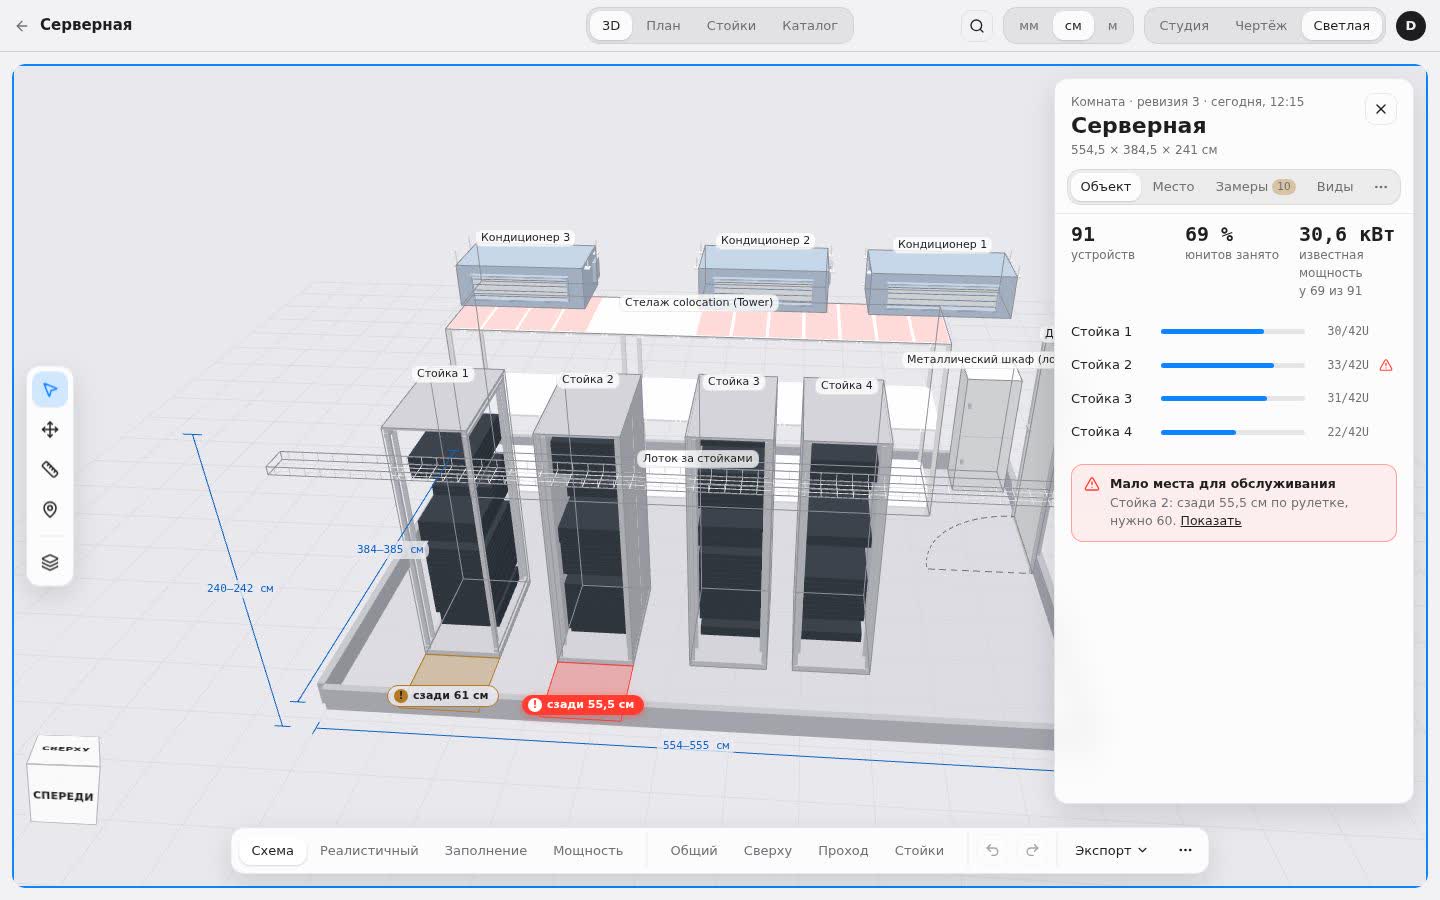 Серверная
3D План Стойки Каталог
мм см м
Студия Чертёж Светлая
D
Комната · ревизия 3 · сегодня, 12:15
Серверная
554,5 × 384,5 × 241 см
Объект Место Замеры 10 Виды
91
устройств
69 %
юнитов занято
30,6 кВт
известная
мощность
у 69 из 91
Стойка 1 30/42U
Стойка 2 33/42U
Стойка 3 31/42U
Стойка 4 22/42U
Мало места для обслуживания
Стойка 2: сзади 55,5 см по рулетке,
нужно 60. Показать
Кондиционер 3
Кондиционер 2
Кондиционер 1
Стелаж colocation (Tower)
Д
Металлический шкаф (ло
Стойка 1
Стойка 2
Стойка 3
Стойка 4
Лоток за стойками
384–385 см
240–242 см
! сзади 61 см
! сзади 55,5 см
554–555 см
СВЕРХУ
СПЕРЕДИ
Схема Реалистичный Заполнение Мощность
Общий Сверху Проход Стойки
Экспорт